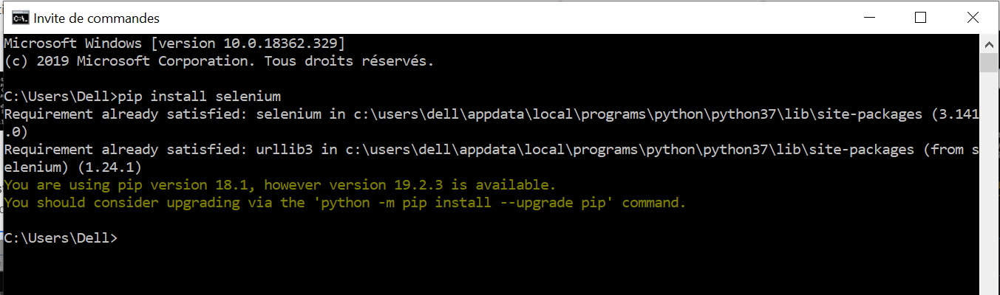 Invite de commandes
Microsoft Windows [version 10.0.18362.329]
(c) 2019 Microsoft Corporation. Tous droits réservés.
C:\Users\Dell>pip install selenium
Requirement already satisfied: selenium in c:\users\dell\appdata\local\programs\python\python37\lib\site-packages (3.141
.0)
Requirement already satisfied: urllib3 in c:\users\dell\appdata\local\programs\python\python37\lib\site-packages (from s
elenium) (1.24.1)
You are using pip version 18.1, however version 19.2.3 is available.
You should consider upgrading via the 'python -m pip install --upgrade pip' command.
C:\Users\Dell>